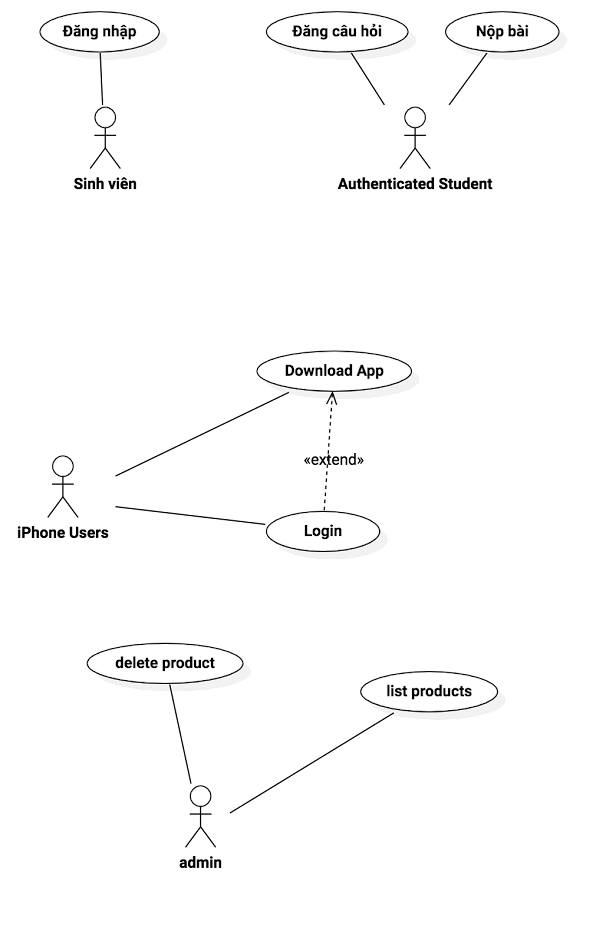 Đăng nhập
Đăng câu hỏi
Nộp bài
Sinh viên
Authenticated Student
Download App
«extend»
iPhone Users
Login
delete product
list products
admin